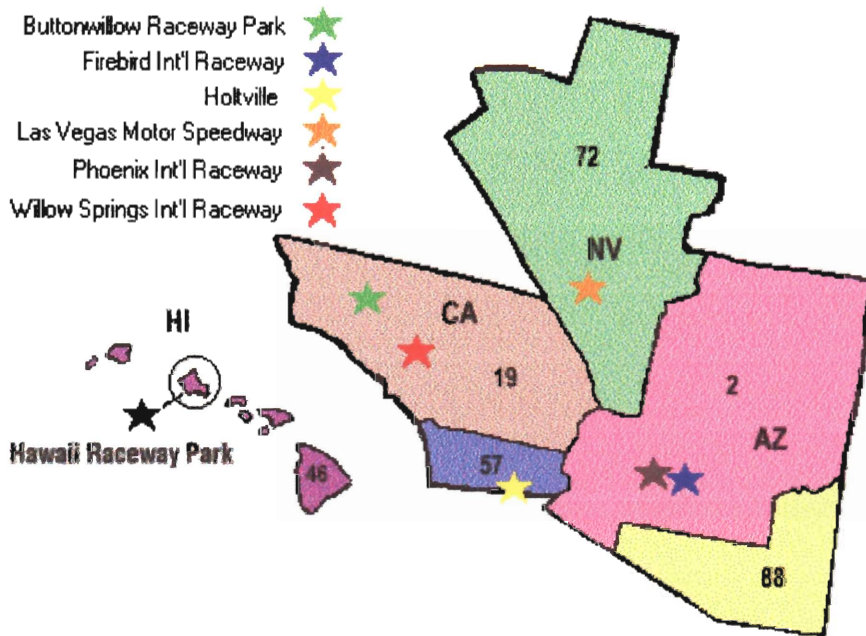 Buttonwillow Raceway Park
Firebird Int'l Raceway
Holtville
Las Vegas Motor Speedway
Phoenix Int'l Raceway
Willow Springs Int'l Raceway
72
NV
CA
HI
19
2
AZ
Hawaii Raceway Park
46
57
88